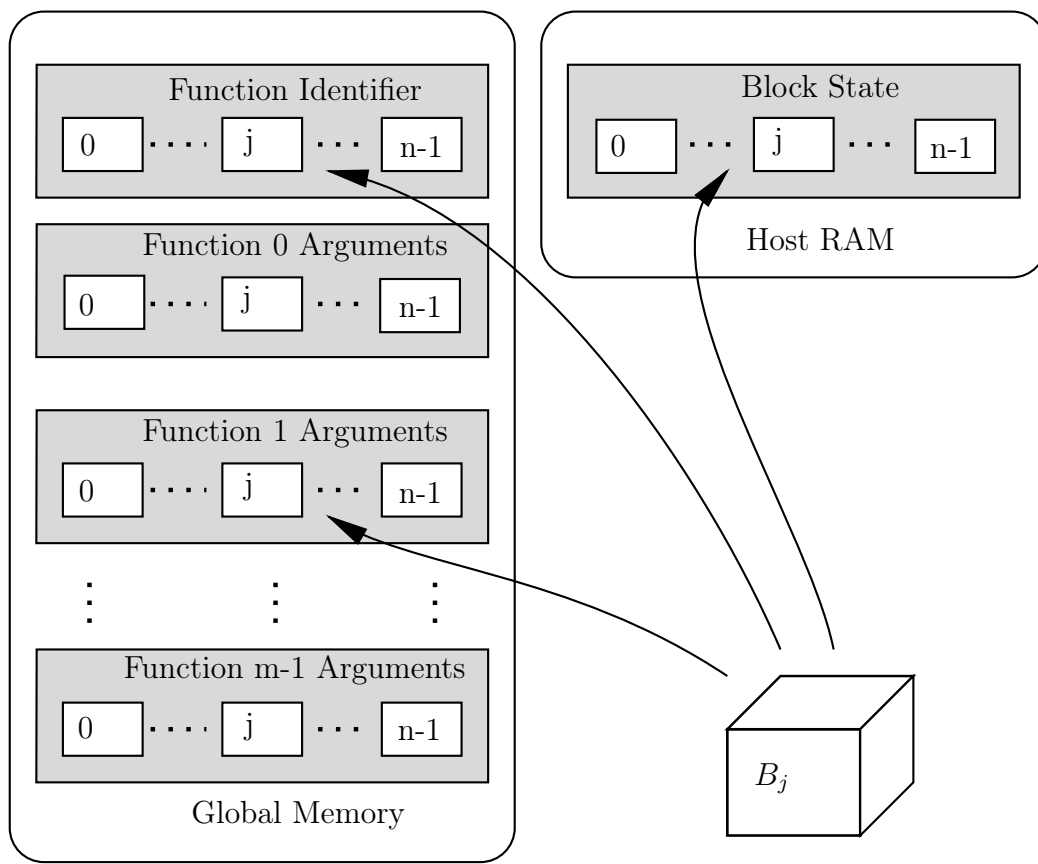 Function Identifier
0 ···· j ··· n-1
Function 0 Arguments
0 ···· j ··· n-1
Function 1 Arguments
0 ···· j ··· n-1
Function m-1 Arguments
0 ···· j ··· n-1
Global Memory
Block State
0 ··· j ··· n-1
Host RAM
B_j